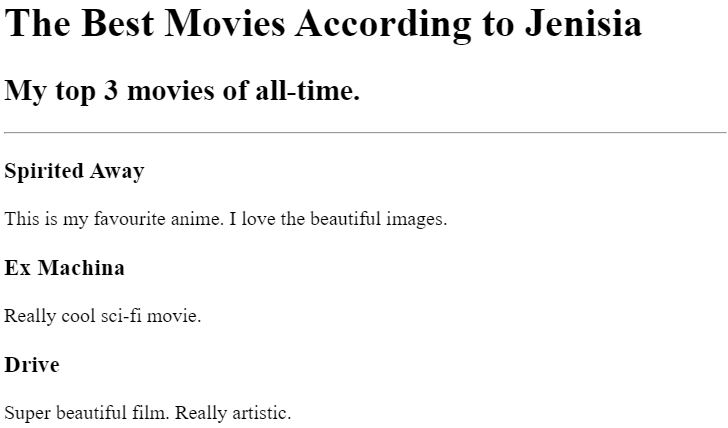 The Best Movies According to Jenisia
My top 3 movies of all-time.
Spirited Away
This is my favourite anime. I love the beautiful images.
Ex Machina
Really cool sci-fi movie.
Drive
Super beautiful film. Really artistic.